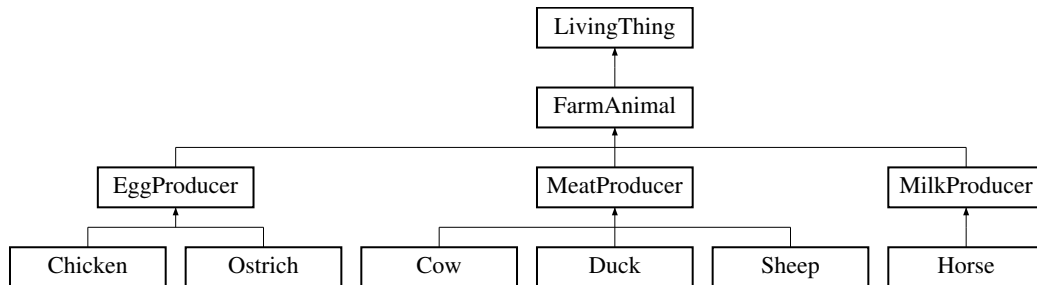 LivingThing
FarmAnimal
EggProducer MeatProducer MilkProducer
Chicken Ostrich Cow Duck Sheep Horse